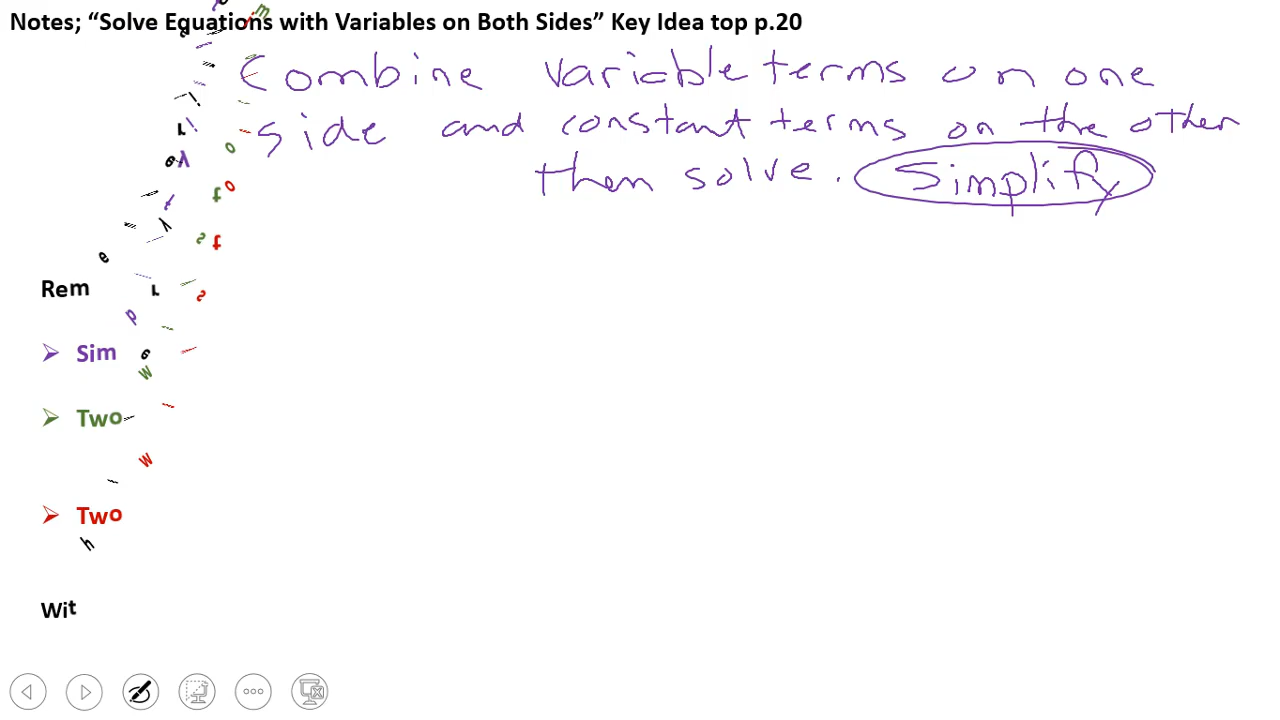 Notes; “Solve Equations with Variables on Both Sides” Key Idea top p.20
Combine variable terms on one
side and constant terms on the other
then solve. Simplify
Rem
Sim
Two
Two
Wit